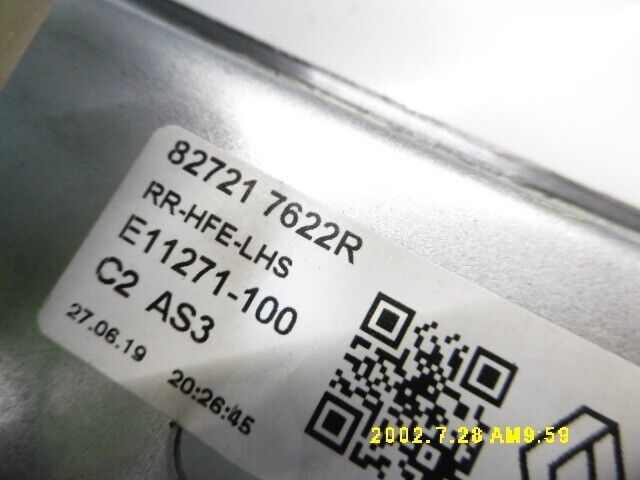 82721 7622R
RR-HFE-LHS
E11271-100
C2 AS3
27.06.19 20:26:45
2002.7.28 AM9:59